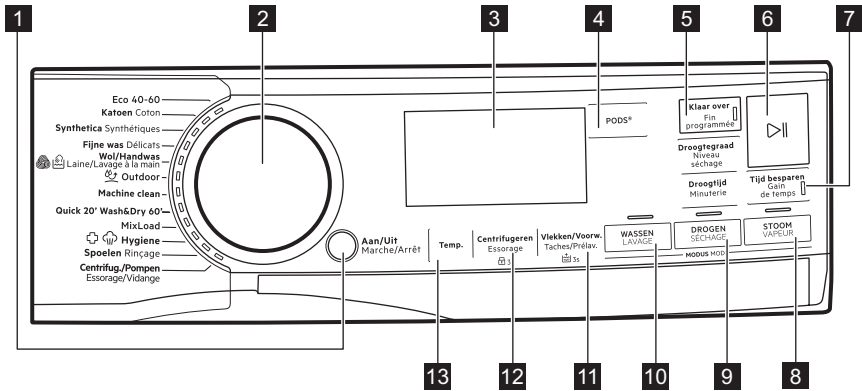 1
2
3
4
5
6
7
Eco 40-60
Katoen Coton
Synthetica Synthétiques
Fijne was Délicats
Wol/Handwas
Laine/Lavage à la main
Outdoor
Machine clean
Quick 20' Wash&Dry 60'
MixLoad
Hygiene
Spoelen Rinçage
Centrifug./Pompen
Essorage/Vidange
Aan/Uit
Marche/Arrêt
Temp.
Centrifugeren
Essorage
3
Vlekken/Voorw.
Taches/Prélav.
3s
PODS®
Klaar over
Fin
programmée
Droogtegraad
Niveau
séchage
Droogtijd
Minuterie
Tijd besparen
Gain
de temps
WASSEN
LAVAGE
DROGEN
SÉCHAGE
STOOM
VAPEUR
MODUS MOD
13
12
11
10
9
8